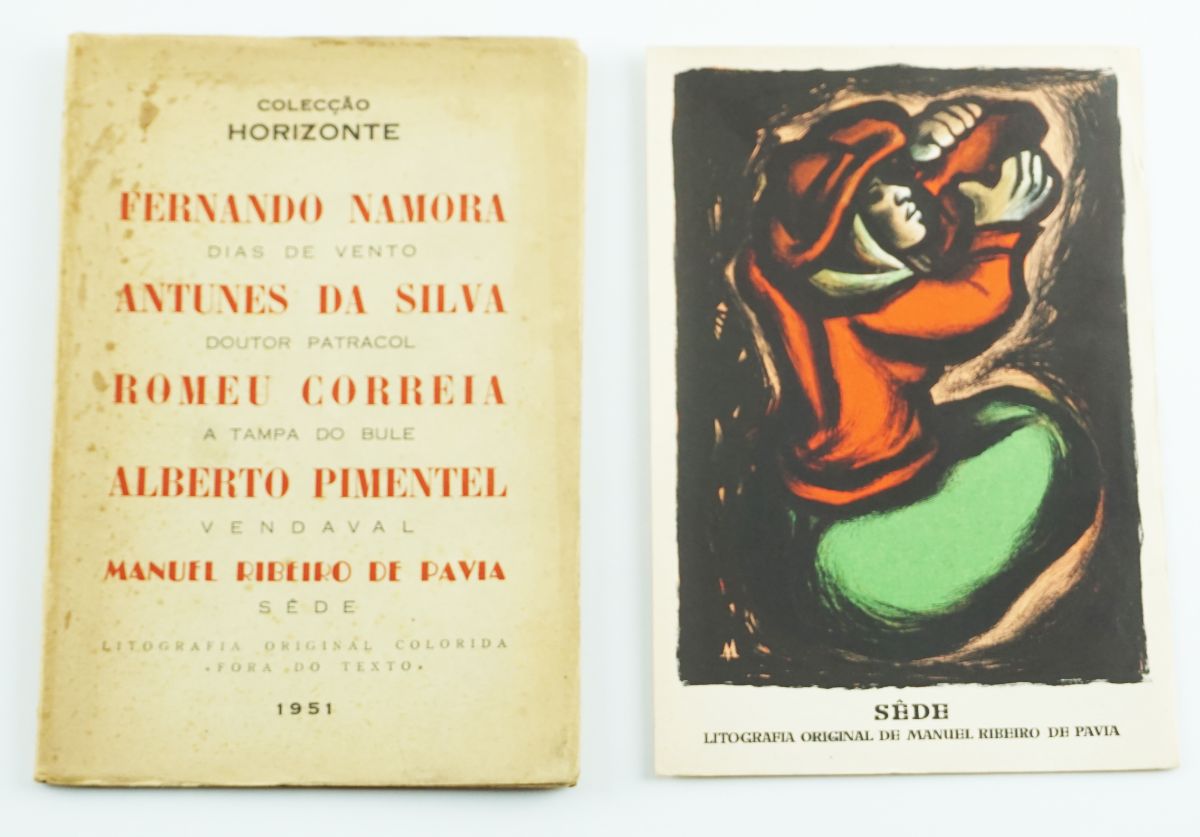 COLECÇÃO
HORIZONTE
FERNANDO NAMORA
DIAS DE VENTO
ANTUNES DA SILVA
DOUTOR PATRACOL
ROMEU CORREIA
A TAMPA DO BULE
ALBERTO PIMENTEL
VENDAVAL
MANUEL RIBEIRO DE PAVIA
SÊDE
LITOGRAFIA ORIGINAL COLORIDA
«FORA DO TEXTO»
1951
M
SÊDE
LITOGRAFIA ORIGINAL DE MANUEL RIBEIRO DE PAVIA